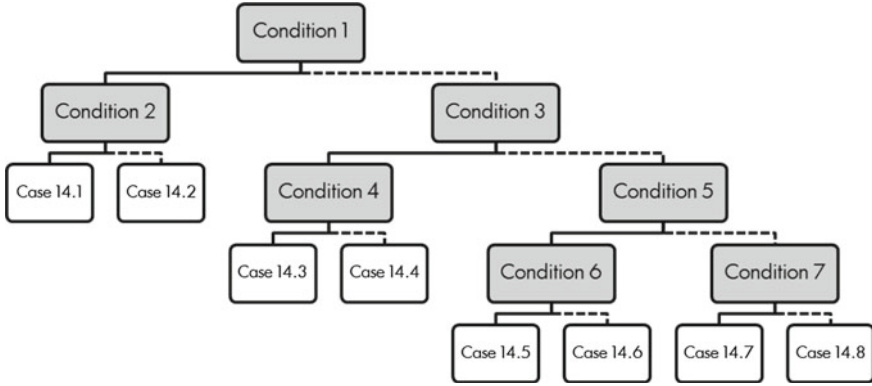 Condition 1
Condition 2
Condition 3
Case 14.1
Case 14.2
Condition 4
Condition 5
Case 14.3
Case 14.4
Condition 6
Condition 7
Case 14.5
Case 14.6
Case 14.7
Case 14.8